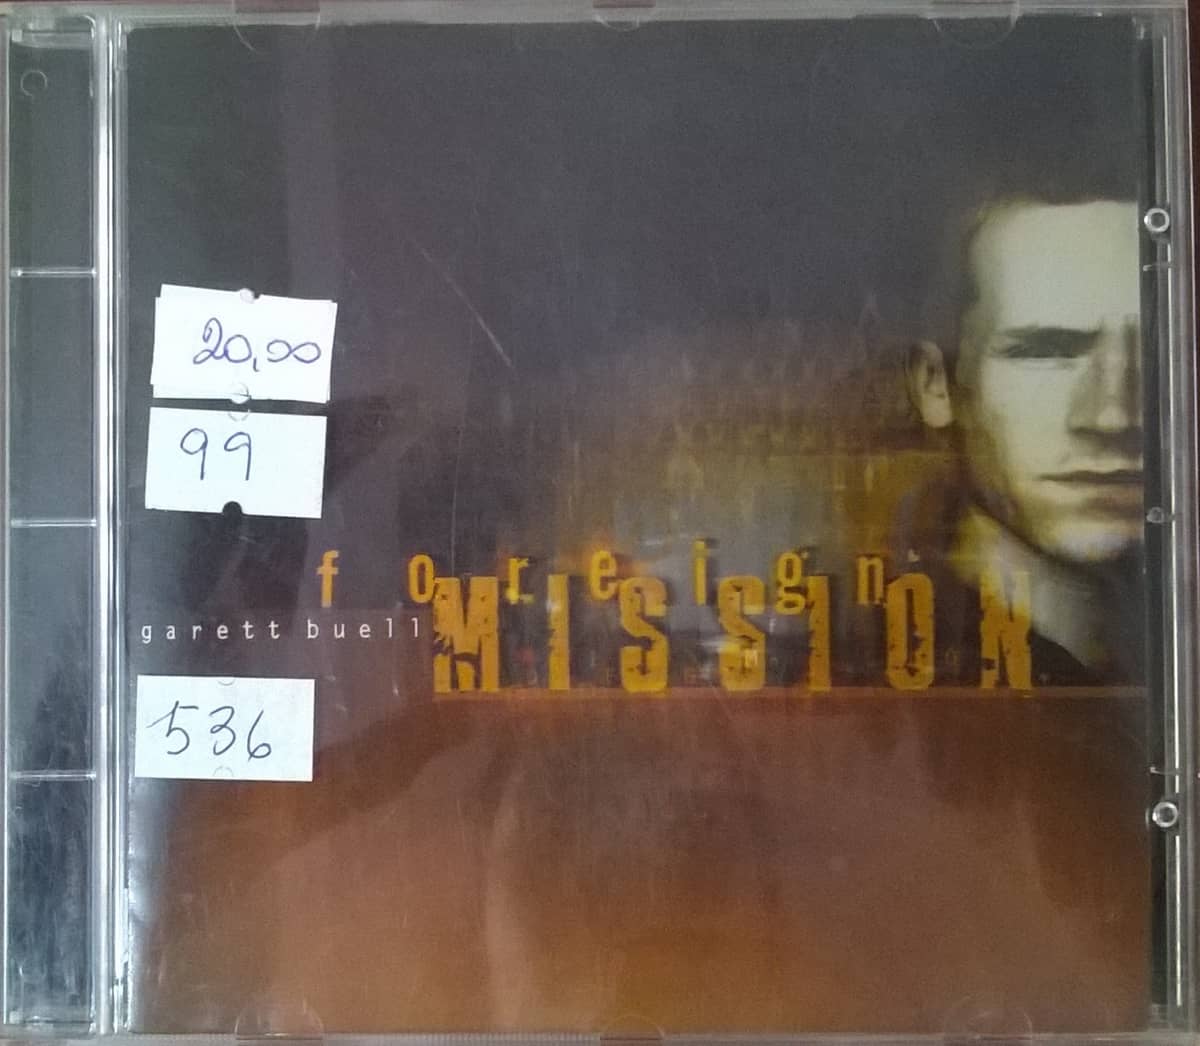 20,00
99
foreign
garett buell
MISSION
536